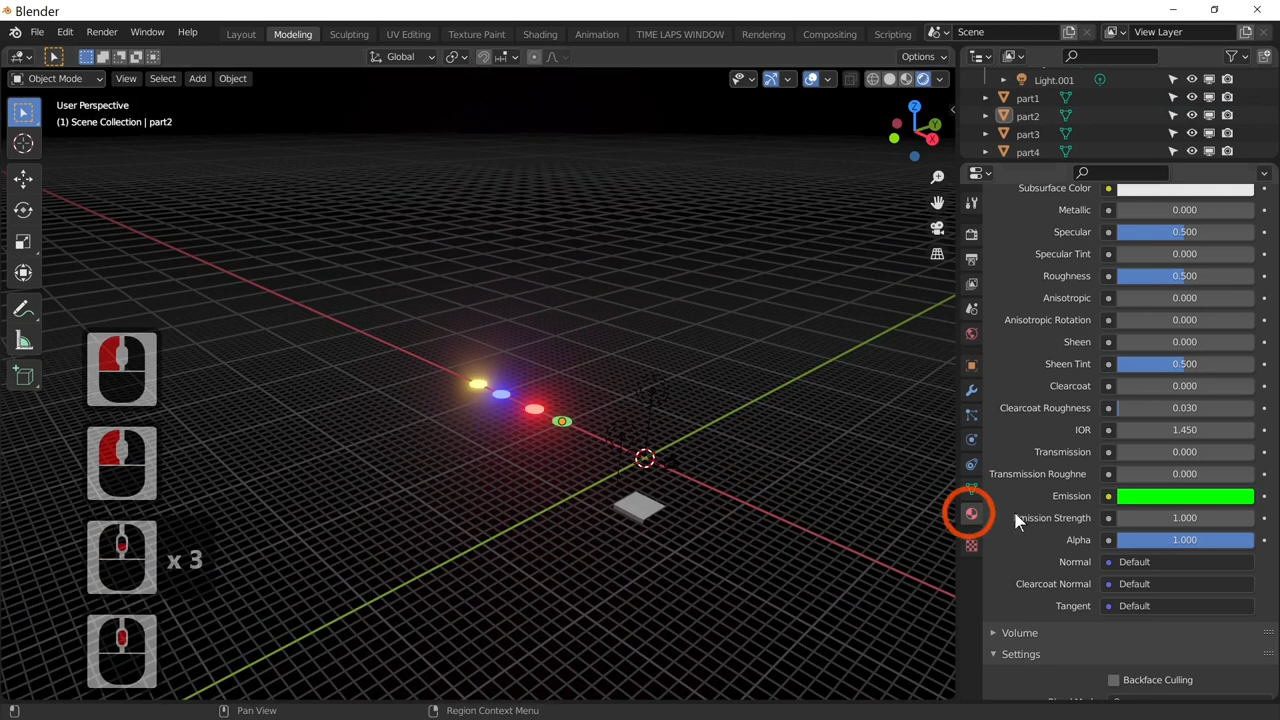 Blender
File Edit Render Window Help
Layout Modeling Sculpting UV Editing Texture Paint Shading Animation TIME LAPS WINDOW Rendering Compositing Scripting
Scene
View Layer
Global
Options
Object Mode View Select Add Object
User Perspective
(1) Scene Collection | part2
Z
Y
X
Light.001
part1
part2
part3
part4
Subsurface Color
Metallic 0.000
Specular 0.500
Specular Tint 0.000
Roughness 0.500
Anisotropic 0.000
Anisotropic Rotation 0.000
Sheen 0.000
Sheen Tint 0.500
Clearcoat 0.000
Clearcoat Roughness 0.030
IOR 1.450
Transmission 0.000
Transmission Roughne 0.000
Emission
Emission Strength 1.000
Alpha 1.000
Normal Default
Clearcoat Normal Default
Tangent Default
Volume
Settings
Backface Culling
x 3
Pan View
Region Context Menu